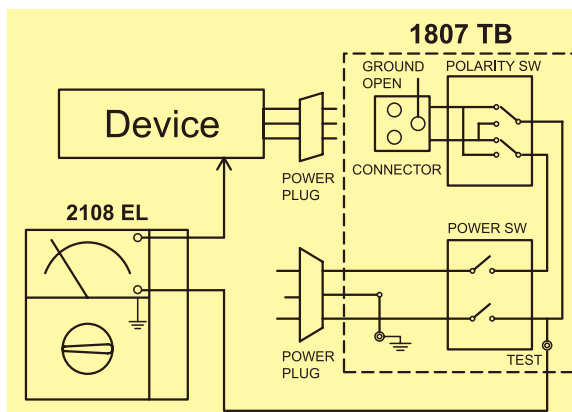 1807 TB
GROUND
OPEN
POLARITY SW
Device
CONNECTOR
POWER
PLUG
2108 EL
POWER SW
POWER
PLUG
TEST